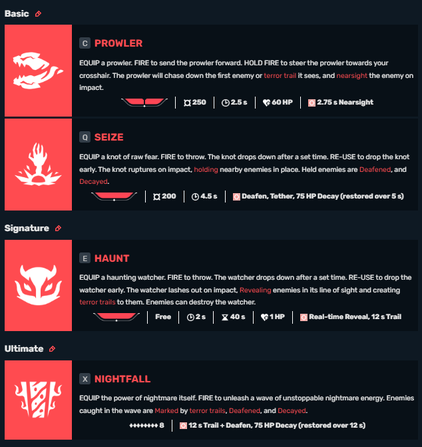 Basic
C PROWLER
EQUIP a prowler. FIRE to send the prowler forward. HOLD FIRE to steer the prowler towards your
crosshair. The prowler will chase down the first enemy or terror trail it sees, and nearsight the enemy on
impact.
250 2.5 s 60 HP 2.75 s Nearsight
Q SEIZE
EQUIP a knot of raw fear. FIRE to throw. The knot drops down after a set time. RE-USE to drop the knot
early. The knot ruptures on impact, holding nearby enemies in place. Held enemies are Deafened, and
Decayed.
200 4.5 s Deafen, Tether, 75 HP Decay (restored over 5 s)
Signature
E HAUNT
EQUIP a haunting watcher. FIRE to throw. The watcher drops down after a set time. RE-USE to drop the
watcher early. The watcher lashes out on impact, Revealing enemies in its line of sight and creating
terror trails to them. Enemies can destroy the watcher.
Free 2 s 40 s 1 HP Real-time Reveal, 12 s Trail
Ultimate
X NIGHTFALL
EQUIP the power of nightmare itself. FIRE to unleash a wave of unstoppable nightmare energy. Enemies
caught in the wave are Marked by terror trails, Deafened, and Decayed.
8 12 s Trail + Deafen, 75 HP Decay (restored over 12 s)